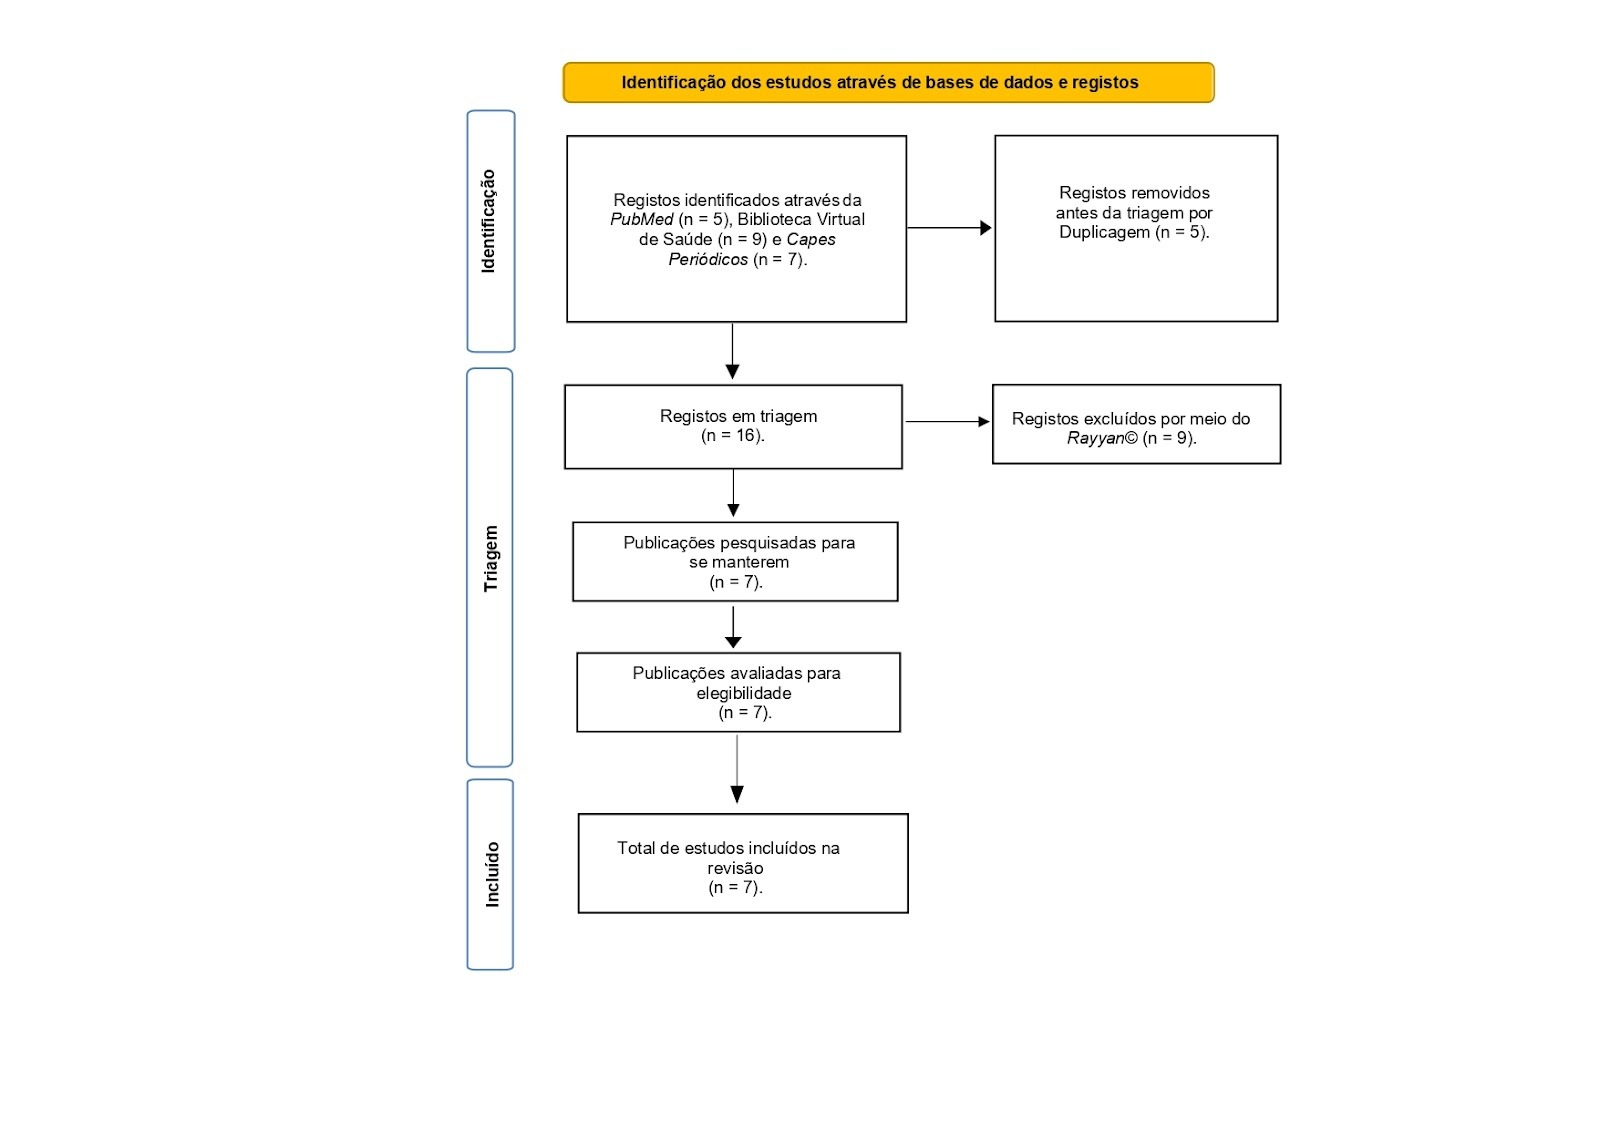 Identificação dos estudos através de bases de dados e registos
Identificação
Registos identificados através da
PubMed (n = 5), Biblioteca Virtual
de Saúde (n = 9) e Capes
Periódicos (n = 7).
Registos removidos
antes da triagem por
Duplicagem (n = 5).
Triagem
Registos em triagem
(n = 16).
Registos excluídos por meio do
Rayyan© (n = 9).
Publicações pesquisadas para
se manterem
(n = 7).
Publicações avaliadas para
elegibilidade
(n = 7).
Incluído
Total de estudos incluídos na
revisão
(n = 7).